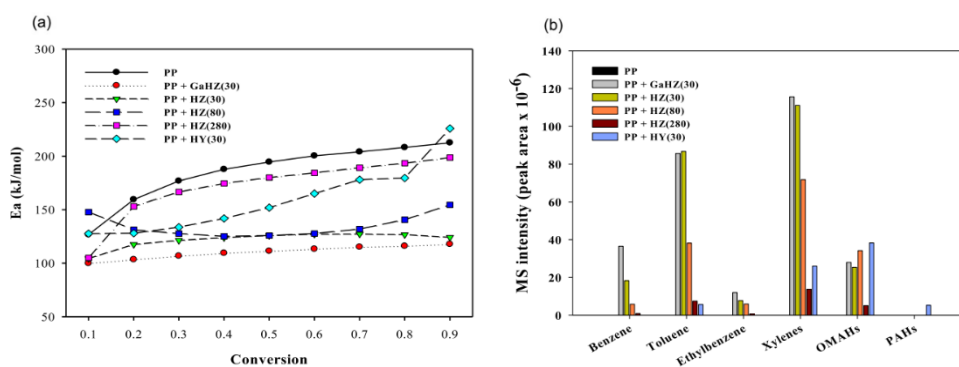 (a)
300
250
200
150
100
50
Ea (kJ/mol)
PP
PP + GaHZ(30)
PP + HZ(30)
PP + HZ(80)
PP + HZ(280)
PP + HY(30)
0.1 0.2 0.3 0.4 0.5 0.6 0.7 0.8 0.9
Conversion
(b)
140
120
100
80
60
40
20
0
MS intensity (peak area x 10-6)
PP
PP + GaHZ(30)
PP + HZ(30)
PP + HZ(80)
PP + HZ(280)
PP + HY(30)
Benzene
Toluene
Ethylbenzene
Xylenes
OMAHs
PAHs